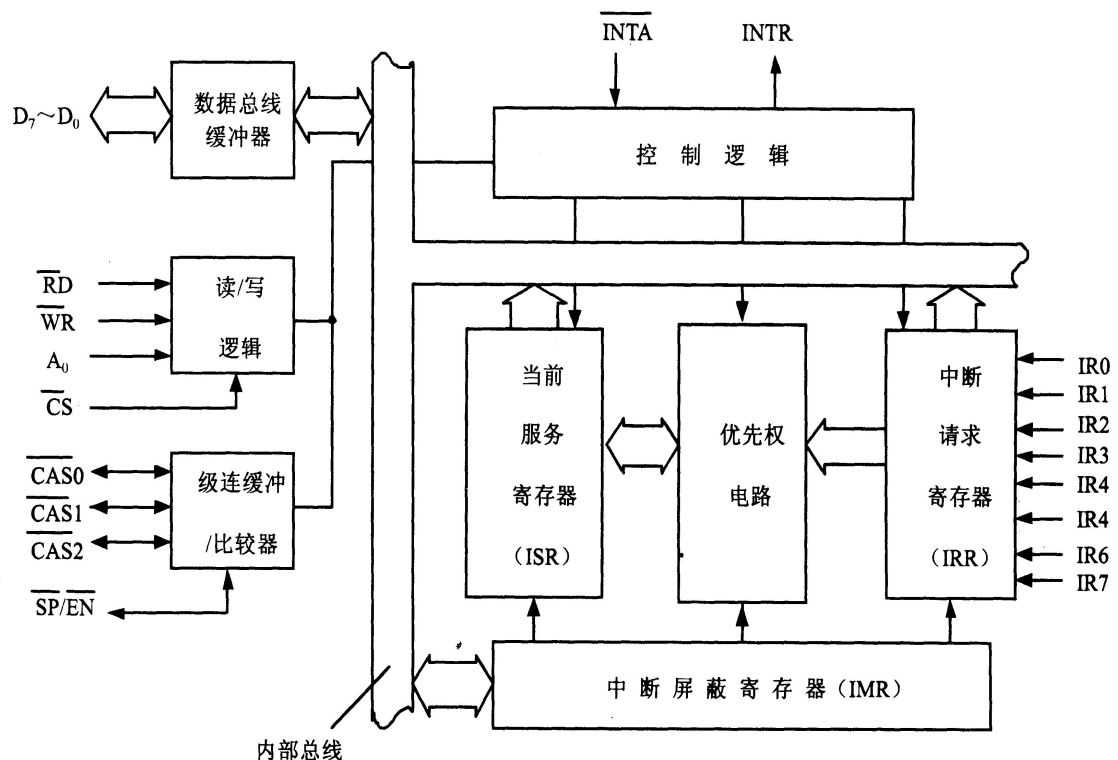 INTA
INTR
D7～D0
数据总线
缓冲器
控制逻辑
RD
WR
A0
CS
读/写
逻辑
CAS0
CAS1
CAS2
SP/EN
级连缓冲
/比较器
当前
服务
寄存器
（ISR）
优先权
电路
中断
请求
寄存器
（IRR）
IR0
IR1
IR2
IR3
IR4
IR4
IR6
IR7
中断屏蔽寄存器（IMR）
内部总线